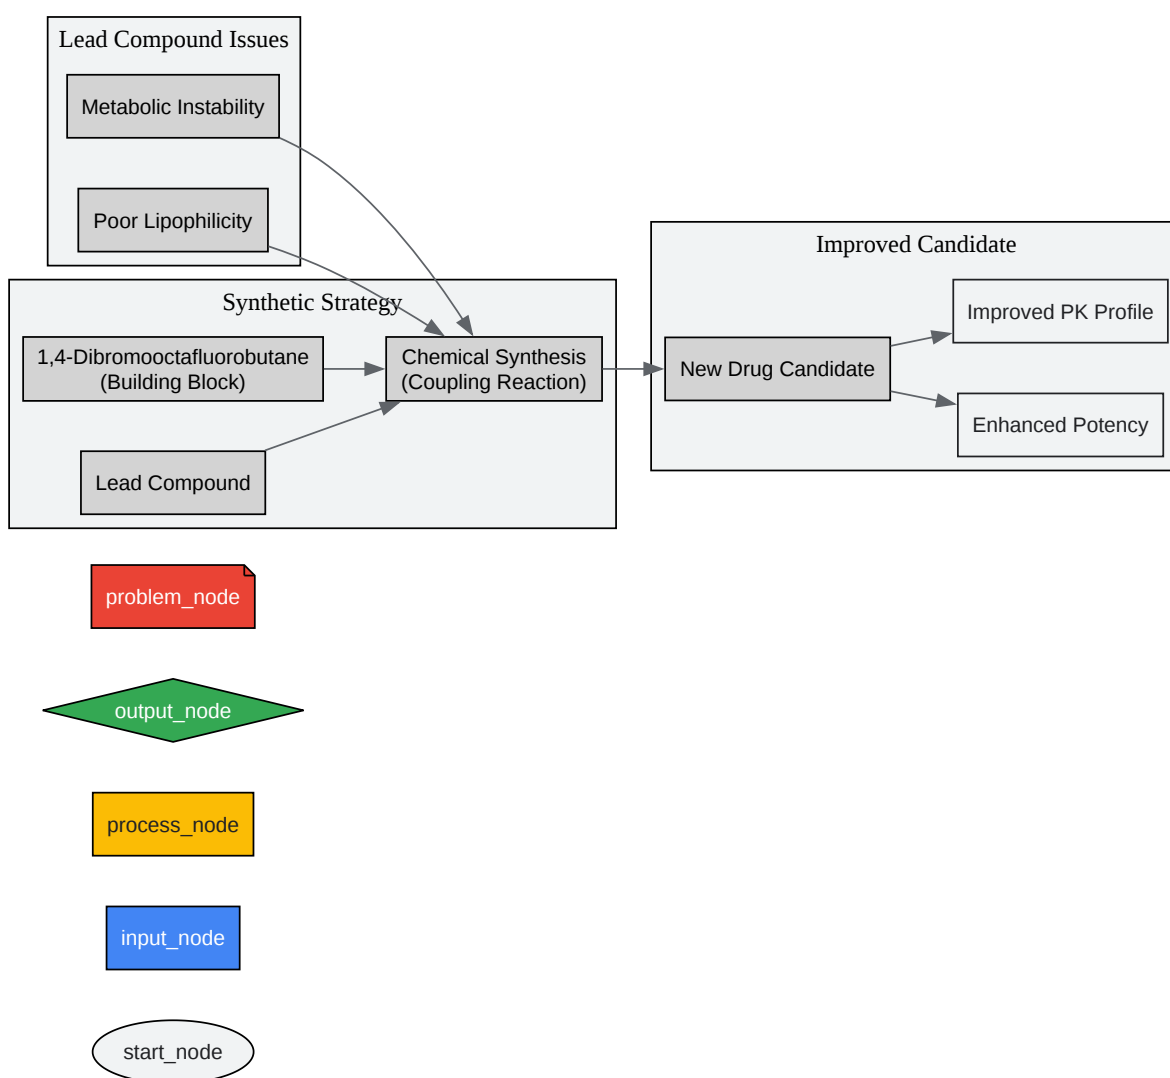 Lead Compound Issues
Metabolic Instability
Poor Lipophilicity
Synthetic Strategy
1,4-Dibromooctafluorobutane
(Building Block)
Chemical Synthesis
(Coupling Reaction)
Lead Compound
Improved Candidate
New Drug Candidate
Improved PK Profile
Enhanced Potency
problem_node
output_node
process_node
input_node
start_node